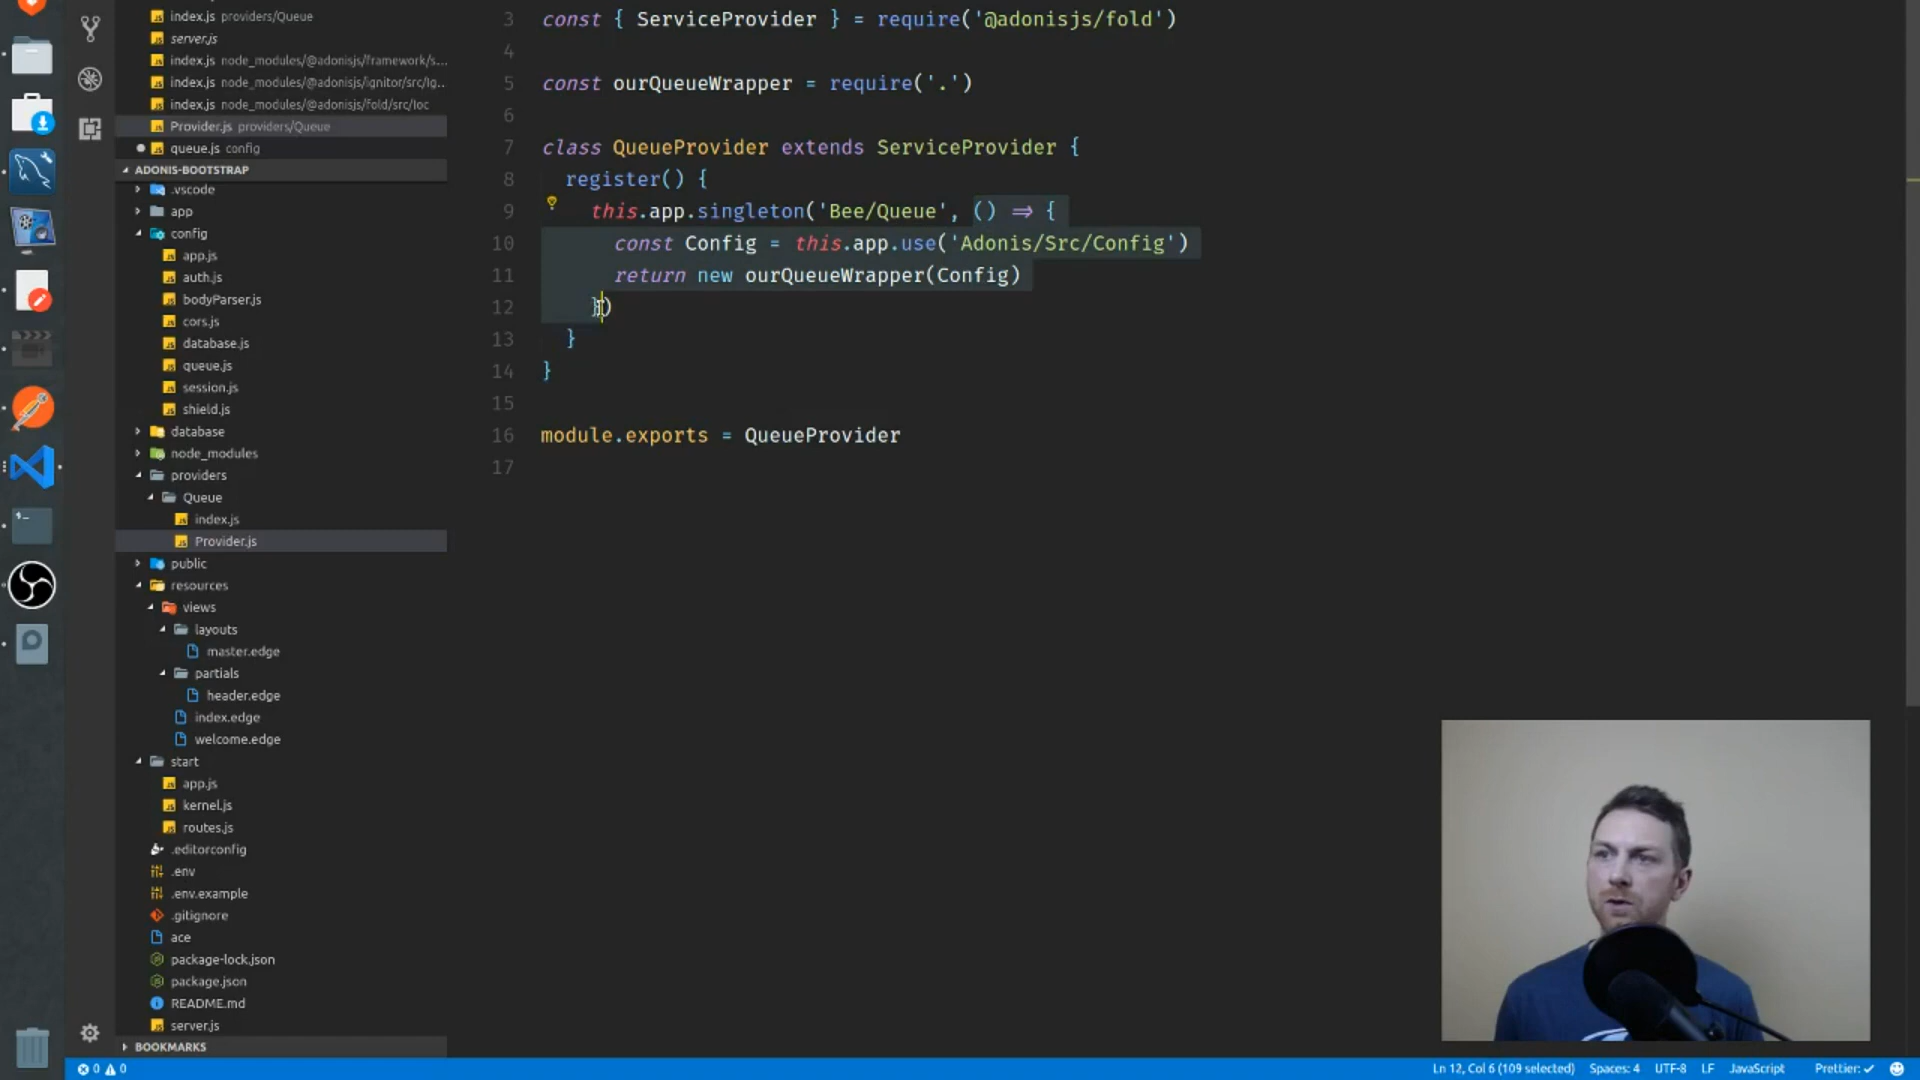 index.js providers/Queue
server.js
index.js node_modules/@adonisjs/framework/s...
index.js node_modules/@adonisjs/ignitor/src/Ig...
index.js node_modules/@adonisjs/fold/src/Ioc
Provider.js providers/Queue
queue.js config
ADONIS-BOOTSTRAP
.vscode
app
config
app.js
auth.js
bodyParser.js
cors.js
database.js
queue.js
session.js
shield.js
database
node_modules
providers
Queue
index.js
Provider.js
public
resources
views
layouts
master.edge
partials
header.edge
index.edge
welcome.edge
start
app.js
kernel.js
routes.js
.editorconfig
.env
.env.example
.gitignore
ace
package-lock.json
package.json
README.md
server.js
BOOKMARKS
3 const { ServiceProvider } = require('@adonisjs/fold')
4
5 const ourQueueWrapper = require('.')
6
7 class QueueProvider extends ServiceProvider {
8 register() {
9 this.app.singleton('Bee/Queue', () => {
10 const Config = this.app.use('Adonis/Src/Config')
11 return new ourQueueWrapper(Config)
12 })
13 }
14 }
15
16 module.exports = QueueProvider
17
0 0 Ln 12, Col 6 (109 selected) Spaces: 4 UTF-8 LF JavaScript Prettier: ✓